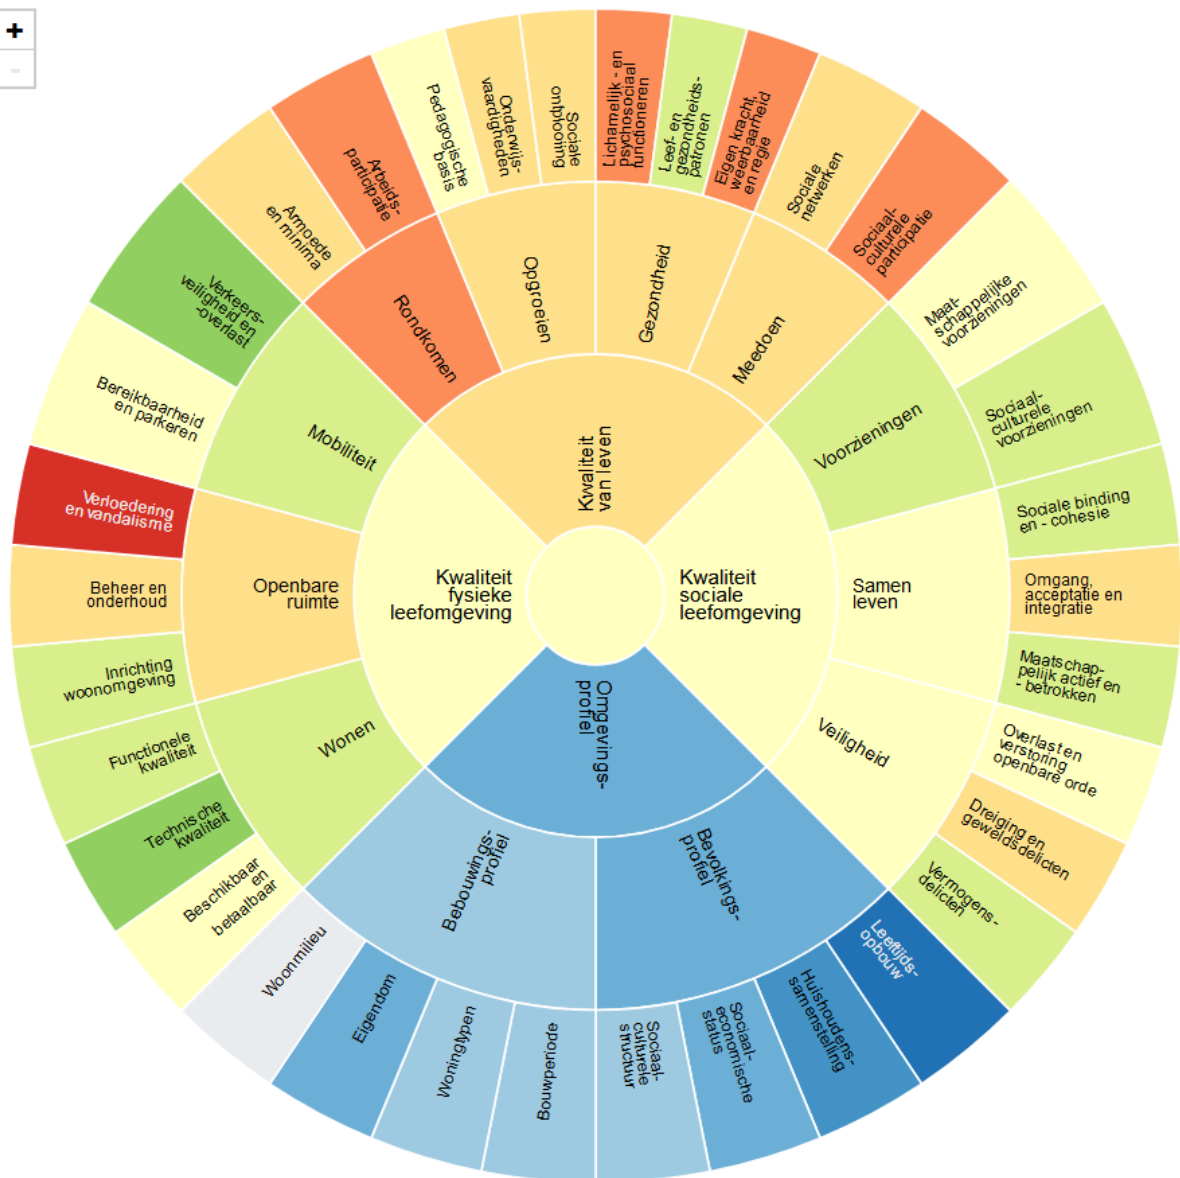 +
-
Kwaliteit
van leven
Kwaliteit
sociale
leefomgeving
Omgevings-
profiel
Kwaliteit
fysieke
leefomgeving
Rondkomen
Opgroeien
Gezondheid
Meedoen
Voorzieningen
Samen
leven
Veiligheid
Bevolkings-
profiel
Bebouwings-
profiel
Wonen
Openbare
ruimte
Mobiliteit
Armoede
en minima
Arbeids-
participatie
Pedagogische
basis
Onderwijs-
vaardigheden
Sociale
ontplooiing
Lichamelijk - en
psychosociaal
functioneren
Leef- en
gezondheids-
patronen
Eigen kracht,
weerbaarheid
en regie
Sociale
netwerken
Sociaal-
culturele
participatie
Maat-
schappelijke
voorzieningen
Sociaal-
culturele
voorzieningen
Sociale binding
en - cohesie
Omgang,
acceptatie en
integratie
Maatschap-
pelijk actief en
- betrokken
Overlast en
verstoring
openbare orde
Dreiging en
geweldsdelicten
Vermogens-
delicten
Leeftijds-
opbouw
Huishoudens-
samenstelling
Sociaal-
economische
status
Sociaal-
culturele
structuur
Bouwperiode
Woningtypen
Eigendom
Woonmilieu
Beschikbaar
en
betaalbaar
Technische
kwaliteit
Functionele
kwaliteit
Inrichting
woonomgeving
Beheer en
onderhoud
Verloedering
en vandalisme
Bereikbaarheid
en parkeren
Verkeers-
veiligheid en
-overlast